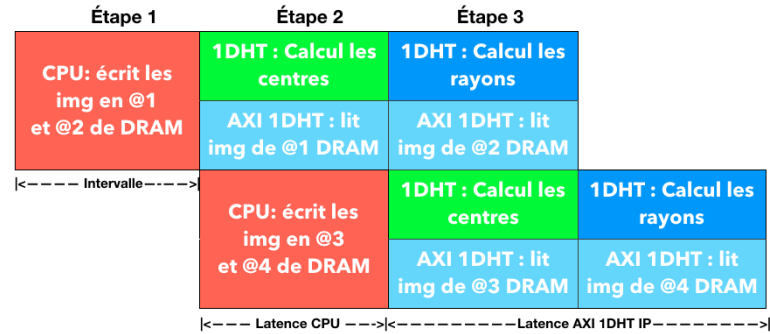 Étape 1 Étape 2 Étape 3
CPU: écrit les
img en @1
et @2 de DRAM
1DHT : Calcul les
centres
1DHT : Calcul les
rayons
AXI 1DHT : lit
img de @1 DRAM
AXI 1DHT : lit
img de @2 DRAM
|<———— Intervalle ————>|
CPU: écrit les
img en @3
et @4 de DRAM
1DHT : Calcul les
centres
1DHT : Calcul les
rayons
AXI 1DHT : lit
img de @3 DRAM
AXI 1DHT : lit
img de @4 DRAM
|<——— Latence CPU ——->|<—————————Latence AXI 1DHT IP————————>|